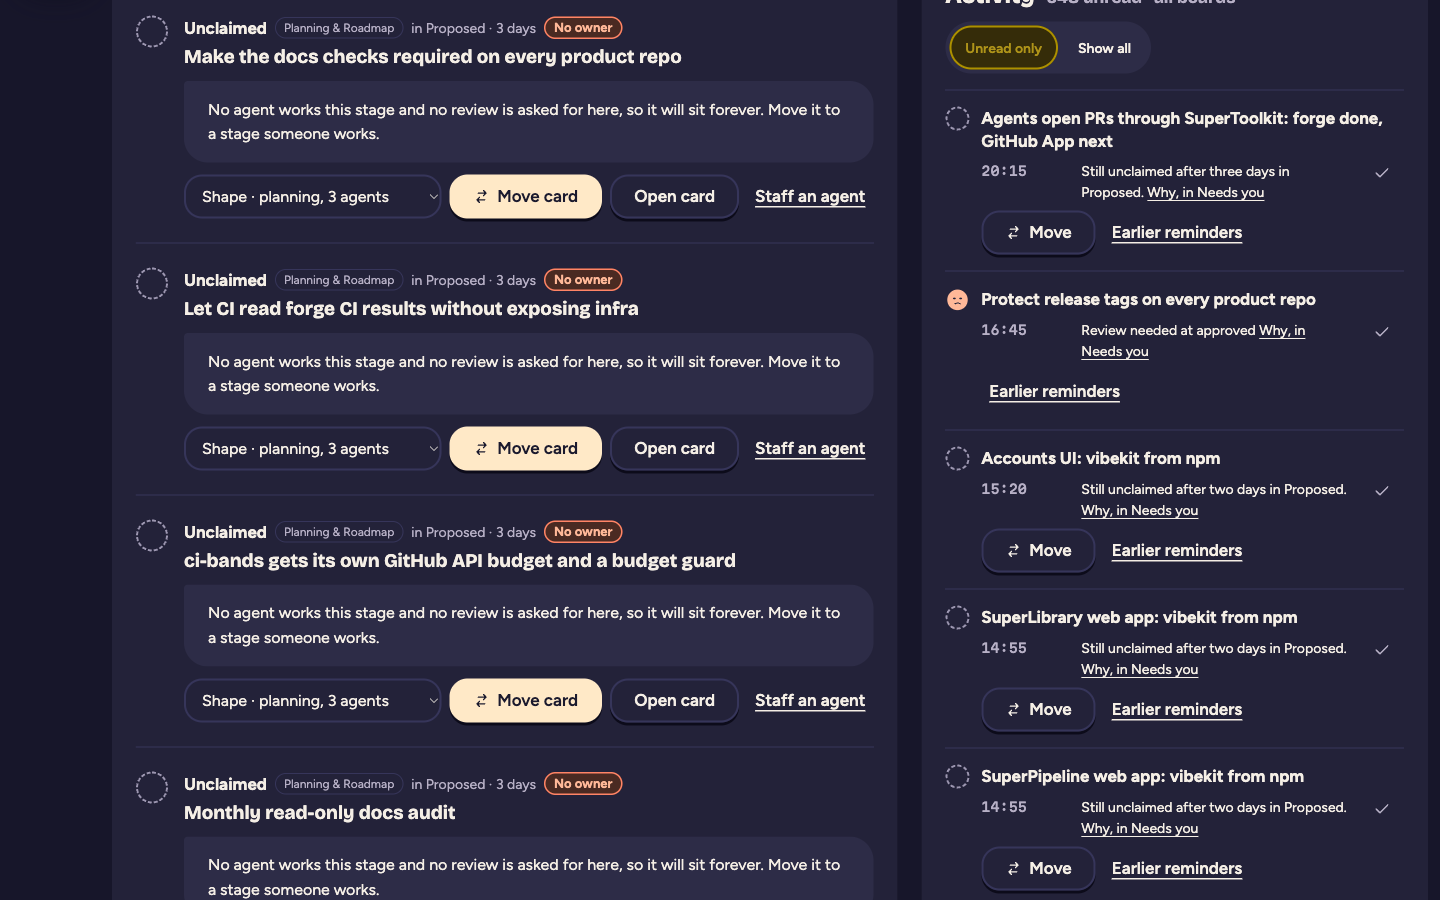 Unclaimed Planning & Roadmap in Proposed · 3 days No owner
Make the docs checks required on every product repo
No agent works this stage and no review is asked for here, so it will sit forever. Move it to
a stage someone works.
Shape · planning, 3 agents Move card Open card Staff an agent
Unclaimed Planning & Roadmap in Proposed · 3 days No owner
Let CI read forge CI results without exposing infra
No agent works this stage and no review is asked for here, so it will sit forever. Move it to
a stage someone works.
Shape · planning, 3 agents Move card Open card Staff an agent
Unclaimed Planning & Roadmap in Proposed · 3 days No owner
ci-bands gets its own GitHub API budget and a budget guard
No agent works this stage and no review is asked for here, so it will sit forever. Move it to
a stage someone works.
Shape · planning, 3 agents Move card Open card Staff an agent
Unclaimed Planning & Roadmap in Proposed · 3 days No owner
Monthly read-only docs audit
No agent works this stage and no review is asked for here, so it will sit forever. Move it to
a stage someone works.
Activity unread · all boards
Unread only Show all
Agents open PRs through SuperToolkit: forge done,
GitHub App next
20:15 Still unclaimed after three days in
Proposed. Why, in Needs you
Move Earlier reminders
Protect release tags on every product repo
16:45 Review needed at approved Why, in
Needs you
Earlier reminders
Accounts UI: vibekit from npm
15:20 Still unclaimed after two days in Proposed.
Why, in Needs you
Move Earlier reminders
SuperLibrary web app: vibekit from npm
14:55 Still unclaimed after two days in Proposed.
Why, in Needs you
Move Earlier reminders
SuperPipeline web app: vibekit from npm
14:55 Still unclaimed after two days in Proposed.
Why, in Needs you
Move Earlier reminders